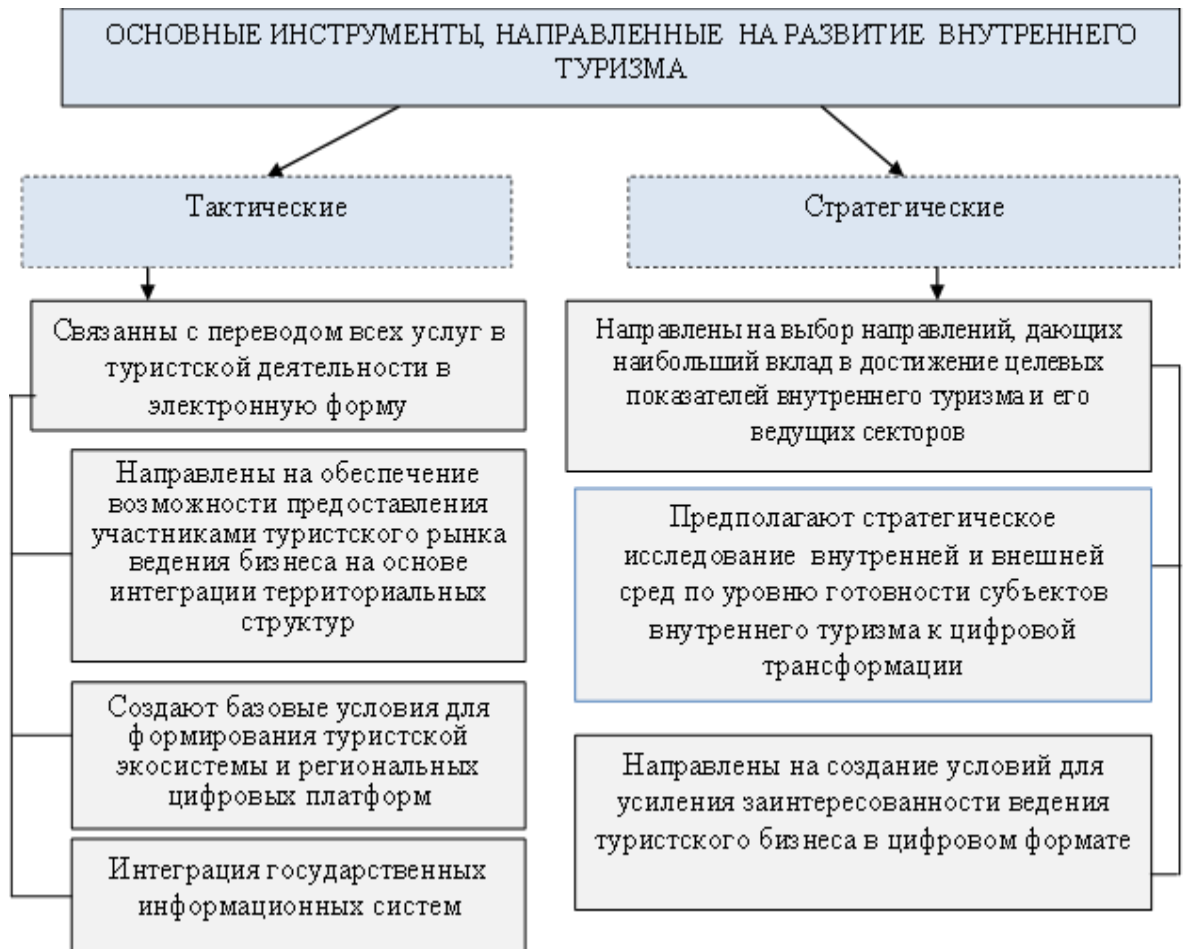 ОСНОВНЫЕ ИНСТРУМЕНТЫ, НАПРАВЛЕННЫЕ НА РАЗВИТИЕ ВНУТРЕННЕГО
ТУРИЗМА
Тактические
Связанны с переводом всех услуг в
туристской деятельности в
электронную форму
Направлены на обеспечение
возможности предоставления
участниками туристского рынка
ведения бизнеса на основе
интеграции территориальных
структур
Создают базовые условия для
формирования туристской
экосистемы и региональных
цифровых платформ
Интеграция государственных
информационных систем
Стратегические
Направлены на выбор направлений, дающих
наибольший вклад в достижение целевых
показателей внутреннего туризма и его
ведущих секторов
Предполагают стратегическое
исследование внутренней и внешней
сред по уровню готовности субъектов
внутреннего туризма к цифровой
трансформации
Направлены на создание условий для
усиления заинтересованности ведения
туристского бизнеса в цифровом формате